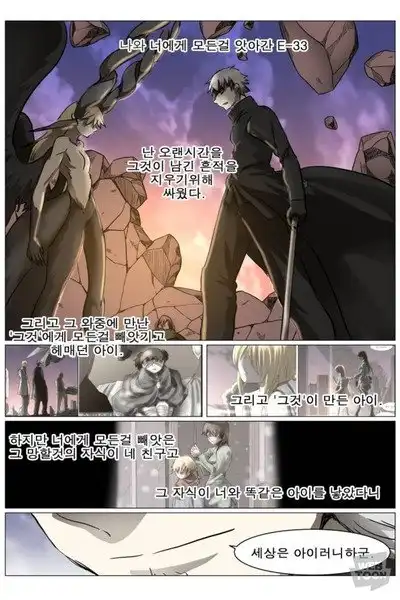 나와 너에게 모든걸 앗아간 E-33
난 오랜시간을
그것이 남긴 흔적을
지우기위해
싸웠다.
그리고 그 와중에 만난
'그것'에게 모든걸 빼앗기고
헤매던 아이.
그리고 '그것'이 만든 아이.
하지만 너에게 모든걸 빼앗은
그 망할것의 자식이 네 친구고
그 자식이 너와 똑같은 아이를 낳았다니
세상은 아이러니하군.
WEBTOON